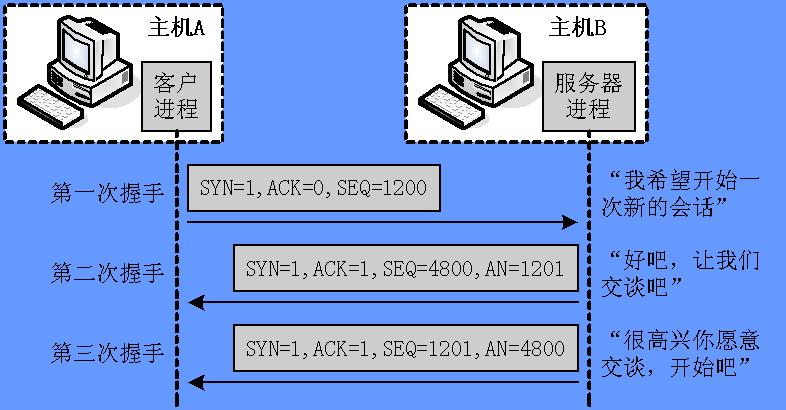 主机A
主机B
客户
进程
服务器
进程
第一次握手
SYN=1,ACK=0,SEQ=1200
“我希望开始一
次新的会话”
第二次握手
SYN=1,ACK=1,SEQ=4800,AN=1201
“好吧，让我们
交谈吧”
第三次握手
SYN=1,ACK=1,SEQ=1201,AN=4800
“很高兴你愿意
交谈，开始吧”